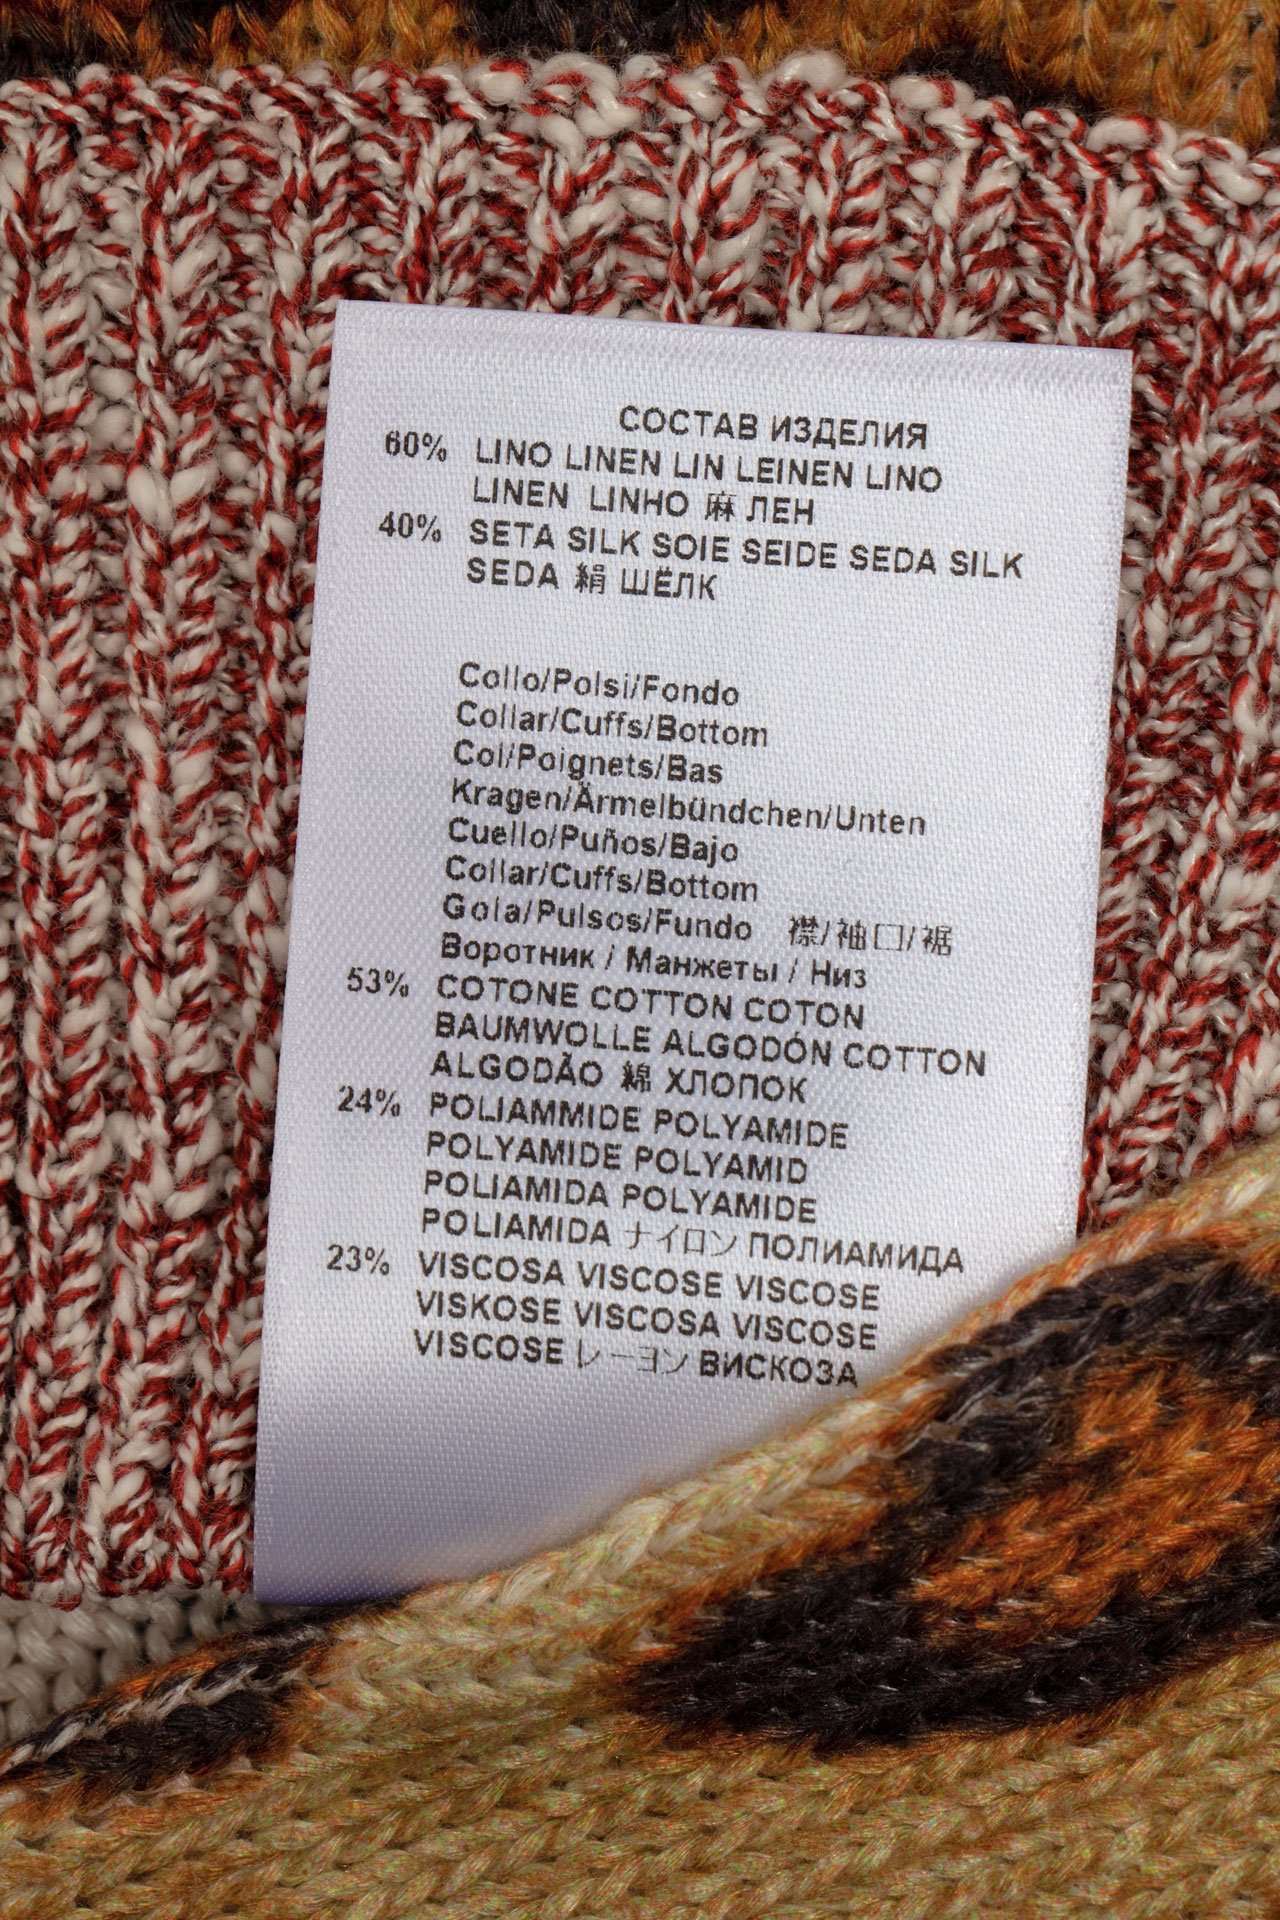 СОСТАВ ИЗДЕЛИЯ
60% LINO LINEN LIN LEINEN LINO
LINEN LINHO 麻 ЛЕН
40% SETA SILK SOIE SEIDE SEDA SILK
SEDA 絹 ШЁЛК
Collo/Polsi/Fondo
Collar/Cuffs/Bottom
Col/Poignets/Bas
Kragen/Ärmelbündchen/Unten
Cuello/Puños/Bajo
Collar/Cuffs/Bottom
Gola/Pulsos/Fundo 襟/袖口/裾
Воротник / Манжеты / Низ
53% COTONE COTTON COTON
BAUMWOLLE ALGODÓN COTTON
ALGODÃO 綿 ХЛОПОК
24% POLIAMMIDE POLYAMIDE
POLYAMIDE POLYAMID
POLIAMIDA POLYAMIDE
POLIAMIDA ナイロン ПОЛИАМИДА
23% VISCOSA VISCOSE VISCOSE
VISKOSE VISCOSA VISCOSE
VISCOSE レーヨン ВИСКОЗА